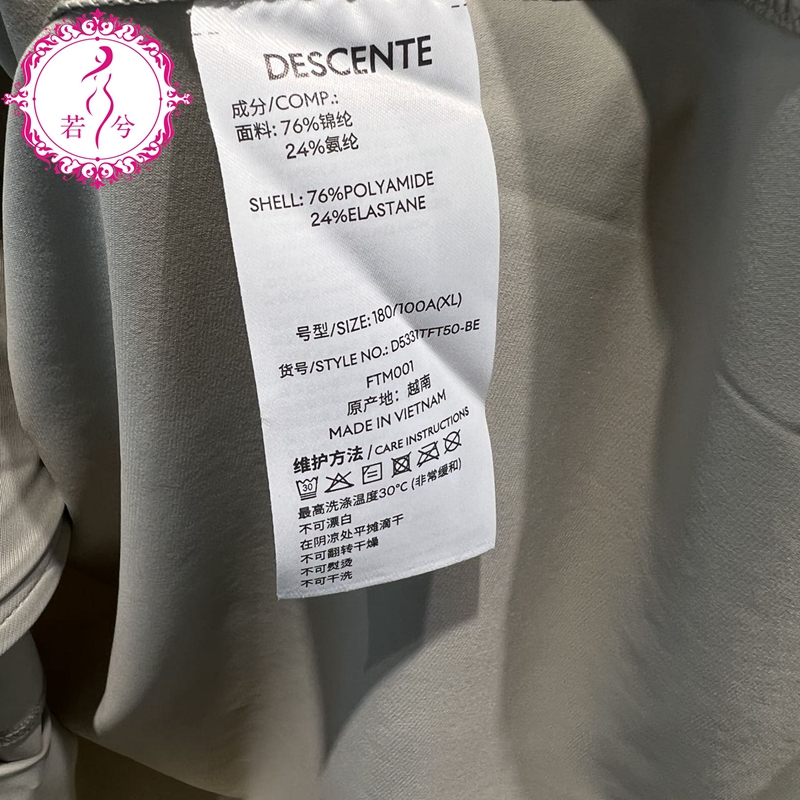 若兮
DESCENTE
成分/COMP.:
面料: 76%锦纶
24%氨纶
SHELL: 76%POLYAMIDE
24%ELASTANE
号型/SIZE: 180/100A(XL)
货号/STYLE NO.: D5331TFT50-BE
FTM001
原产地: 越南
MADE IN VIETNAM
维护方法 / CARE INSTRUCTIONS
30
最高洗涤温度30°C (非常缓和)
不可漂白
在阴凉处平摊滴干
不可翻转干燥
不可熨烫
不可干洗